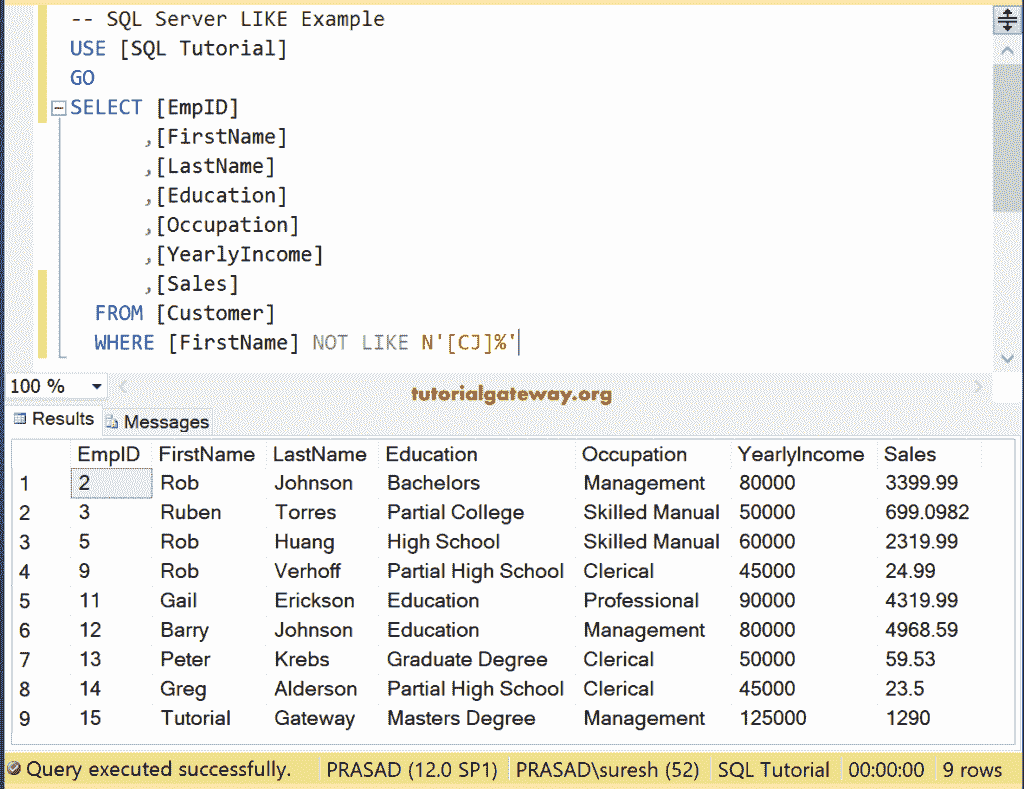 -- SQL Server LIKE Example
USE [SQL Tutorial]
GO
SELECT [EmpID]
,[FirstName]
,[LastName]
,[Education]
,[Occupation]
,[YearlyIncome]
,[Sales]
FROM [Customer]
WHERE [FirstName] NOT LIKE N'[CJ]%'
100 %
tutorialgateway.org
Results Messages
EmpID FirstName LastName Education Occupation YearlyIncome Sales
1 2 Rob Johnson Bachelors Management 80000 3399.99
2 3 Ruben Torres Partial College Skilled Manual 50000 699.0982
3 5 Rob Huang High School Skilled Manual 60000 2319.99
4 9 Rob Verhoff Partial High School Clerical 45000 24.99
5 11 Gail Erickson Education Professional 90000 4319.99
6 12 Barry Johnson Education Management 80000 4968.59
7 13 Peter Krebs Graduate Degree Clerical 50000 59.53
8 14 Greg Alderson Partial High School Clerical 45000 23.5
9 15 Tutorial Gateway Masters Degree Management 125000 1290
Query executed successfully. PRASAD (12.0 SP1) PRASAD\suresh (52) SQL Tutorial 00:00:00 9 rows